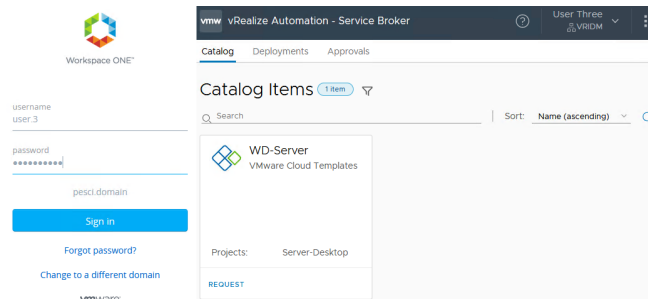 Workspace ONE™
username
user.3
password
pesci.domain
Sign in
Forgot password?
Change to a different domain
vmware
vmw vRealize Automation - Service Broker
User Three
VRIDM
Catalog Deployments Approvals
Catalog Items 1 item
Search
Sort: Name (ascending)
WD-Server
VMware Cloud Templates
Projects: Server-Desktop
REQUEST